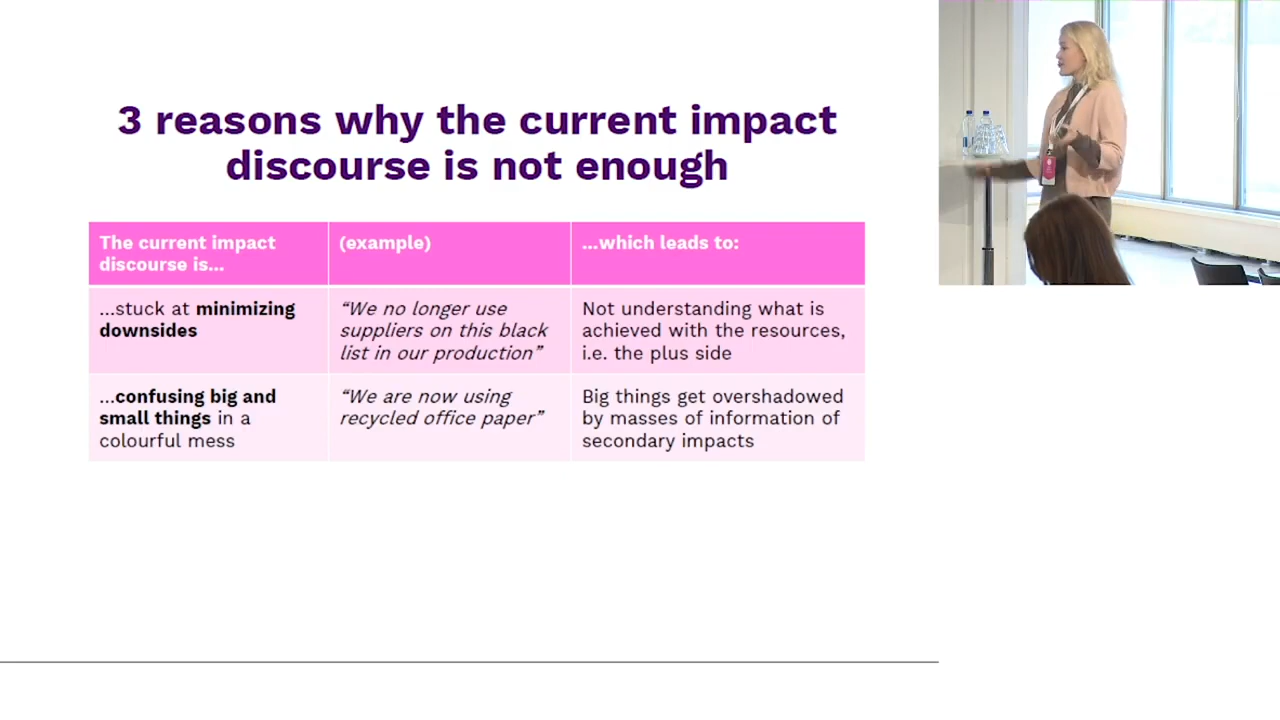 3 reasons why the current impact
discourse is not enough
The current impact
discourse is...
(example)
...which leads to:
...stuck at minimizing
downsides
“We no longer use
suppliers on this black
list in our production”
Not understanding what is
achieved with the resources,
i.e. the plus side
...confusing big and
small things in a
colourful mess
“We are now using
recycled office paper”
Big things get overshadowed
by masses of information of
secondary impacts